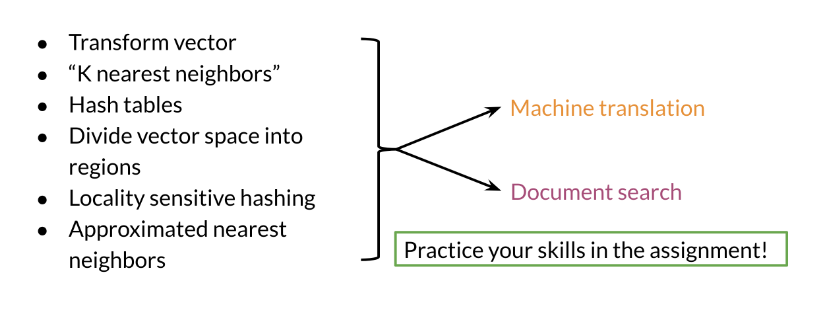 ● Transform vector
● “K nearest neighbors”
● Hash tables
● Divide vector space into
regions
● Locality sensitive hashing
● Approximated nearest
neighbors
Machine translation
Document search
Practice your skills in the assignment!